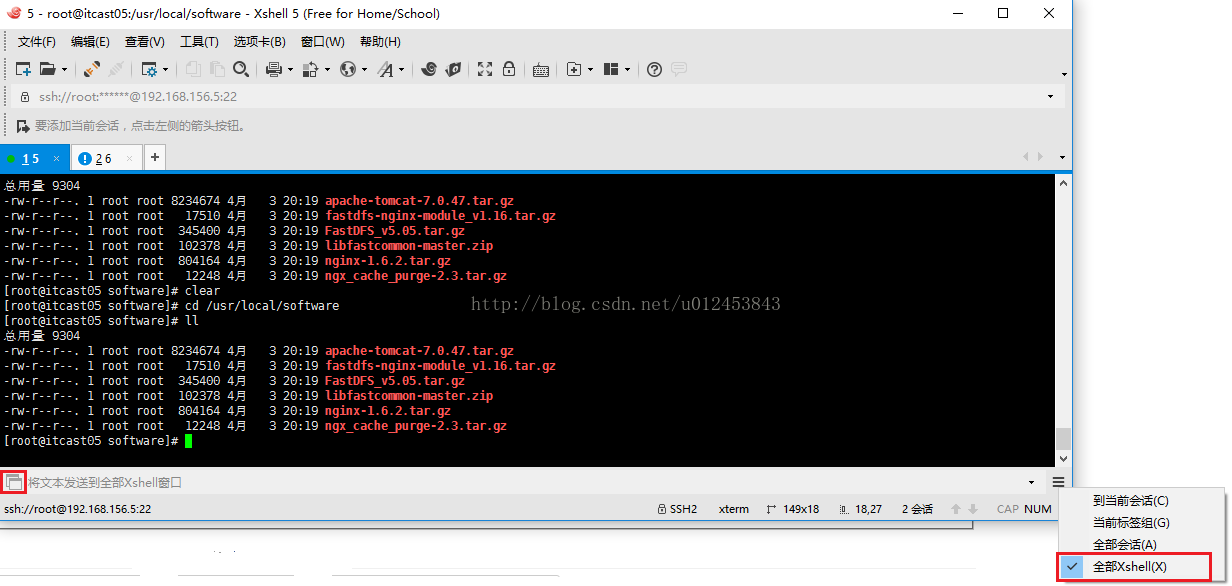 5 - root@itcast05:/usr/local/software - Xshell 5 (Free for Home/School)
文件(F) 编辑(E) 查看(V) 工具(T) 选项卡(B) 窗口(W) 帮助(H)
ssh://root:******@192.168.156.5:22
要添加当前会话，点击左侧的箭头按钮。
1 5 × 2 6 × +
总用量 9304
-rw-r--r--. 1 root root 8234674 4月 3 20:19 apache-tomcat-7.0.47.tar.gz
-rw-r--r--. 1 root root 17510 4月 3 20:19 fastdfs-nginx-module_v1.16.tar.gz
-rw-r--r--. 1 root root 345400 4月 3 20:19 FastDFS_v5.05.tar.gz
-rw-r--r--. 1 root root 102378 4月 3 20:19 libfastcommon-master.zip
-rw-r--r--. 1 root root 804164 4月 3 20:19 nginx-1.6.2.tar.gz
-rw-r--r--. 1 root root 12248 4月 3 20:19 ngx_cache_purge-2.3.tar.gz
[root@itcast05 software]# clear
[root@itcast05 software]# cd /usr/local/software
http://blog.csdn.net/u012453843
[root@itcast05 software]# ll
总用量 9304
-rw-r--r--. 1 root root 8234674 4月 3 20:19 apache-tomcat-7.0.47.tar.gz
-rw-r--r--. 1 root root 17510 4月 3 20:19 fastdfs-nginx-module_v1.16.tar.gz
-rw-r--r--. 1 root root 345400 4月 3 20:19 FastDFS_v5.05.tar.gz
-rw-r--r--. 1 root root 102378 4月 3 20:19 libfastcommon-master.zip
-rw-r--r--. 1 root root 804164 4月 3 20:19 nginx-1.6.2.tar.gz
-rw-r--r--. 1 root root 12248 4月 3 20:19 ngx_cache_purge-2.3.tar.gz
[root@itcast05 software]#
将文本发送到全部Xshell窗口
ssh://root@192.168.156.5:22 SSH2 xterm 149x18 18,27 2 会话 CAP NUM
到当前会话(C)
当前标签组(G)
全部会话(A)
全部Xshell(X)